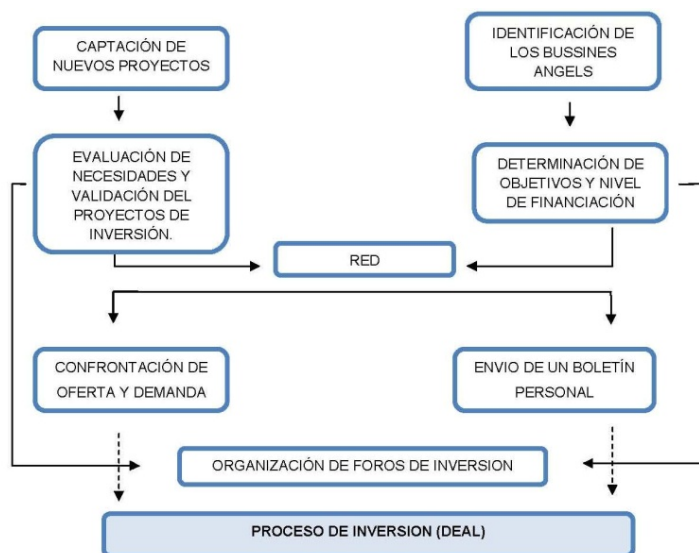 CAPTACIÓN DE
NUEVOS PROYECTOS
IDENTIFICACIÓN DE
LOS BUSSINES
ANGELS
EVALUACIÓN DE
NECESIDADES Y
VALIDACIÓN DEL
PROYECTOS DE
INVERSIÓN.
DETERMINACIÓN DE
OBJETIVOS Y NIVEL
DE FINANCIACIÓN
RED
CONFRONTACIÓN DE
OFERTA Y DEMANDA
ENVIO DE UN BOLETÍN
PERSONAL
ORGANIZACIÓN DE FOROS DE INVERSION
PROCESO DE INVERSION (DEAL)